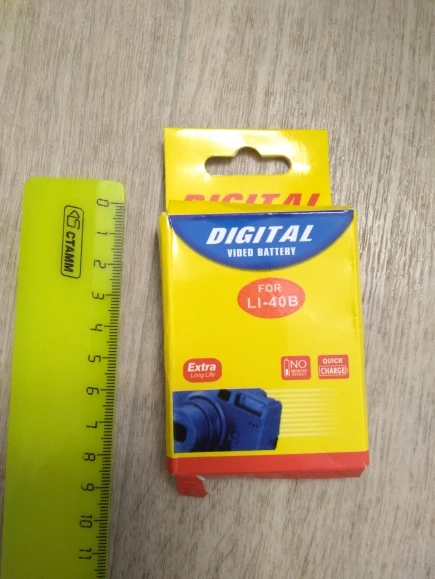 DIGITAL
DIGITAL
VIDEO BATTERY
FOR
LI-40B
Extra
Long Life
NO
MEMORY
EFFECT
QUICK
CHARGE
СТАММ
0
1
2
3
4
5
6
7
8
9
10
11